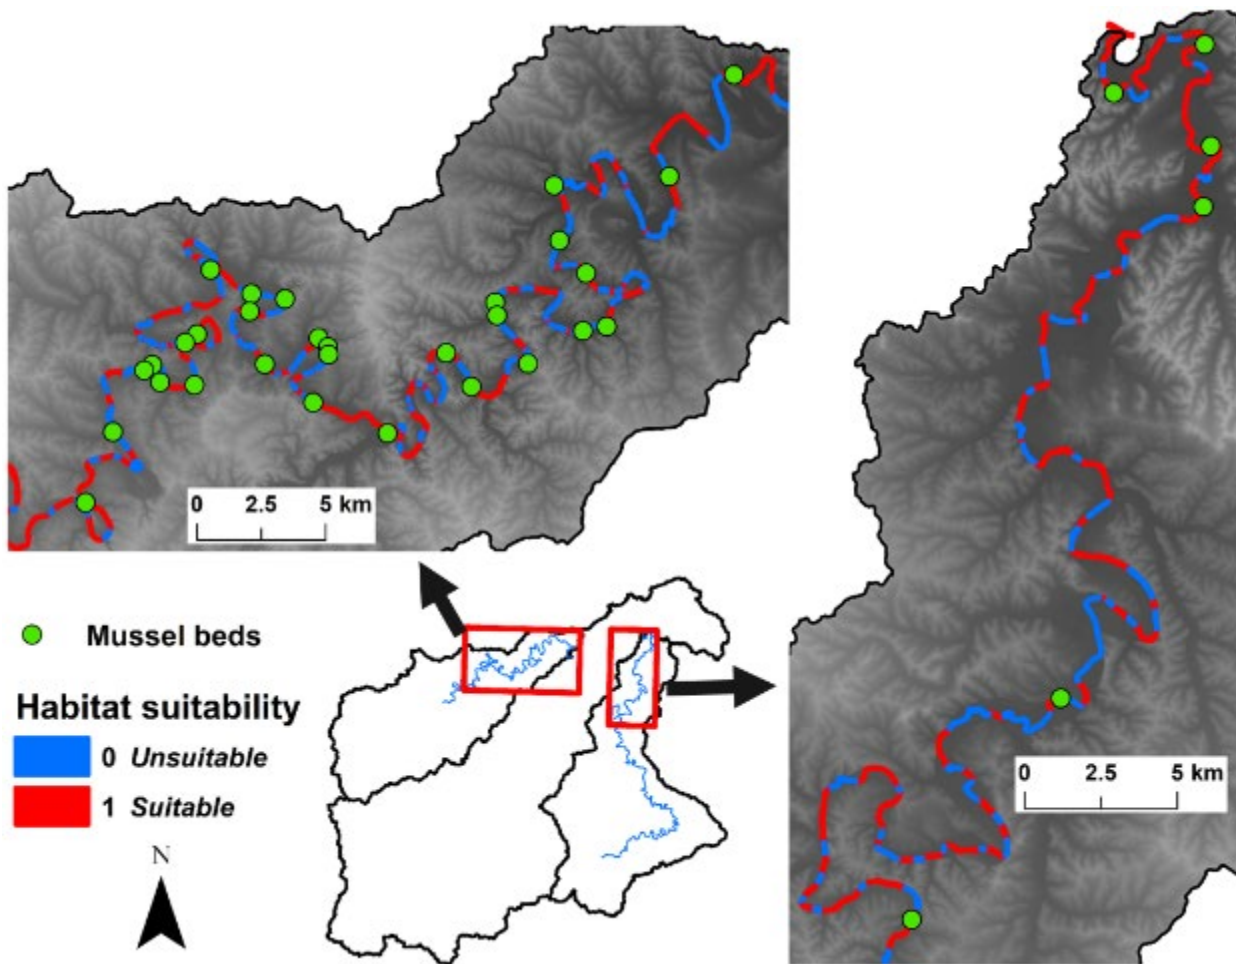 0 2.5 5 km
Mussel beds
Habitat suitability
0 Unsuitable
1 Suitable
N
0 2.5 5 km